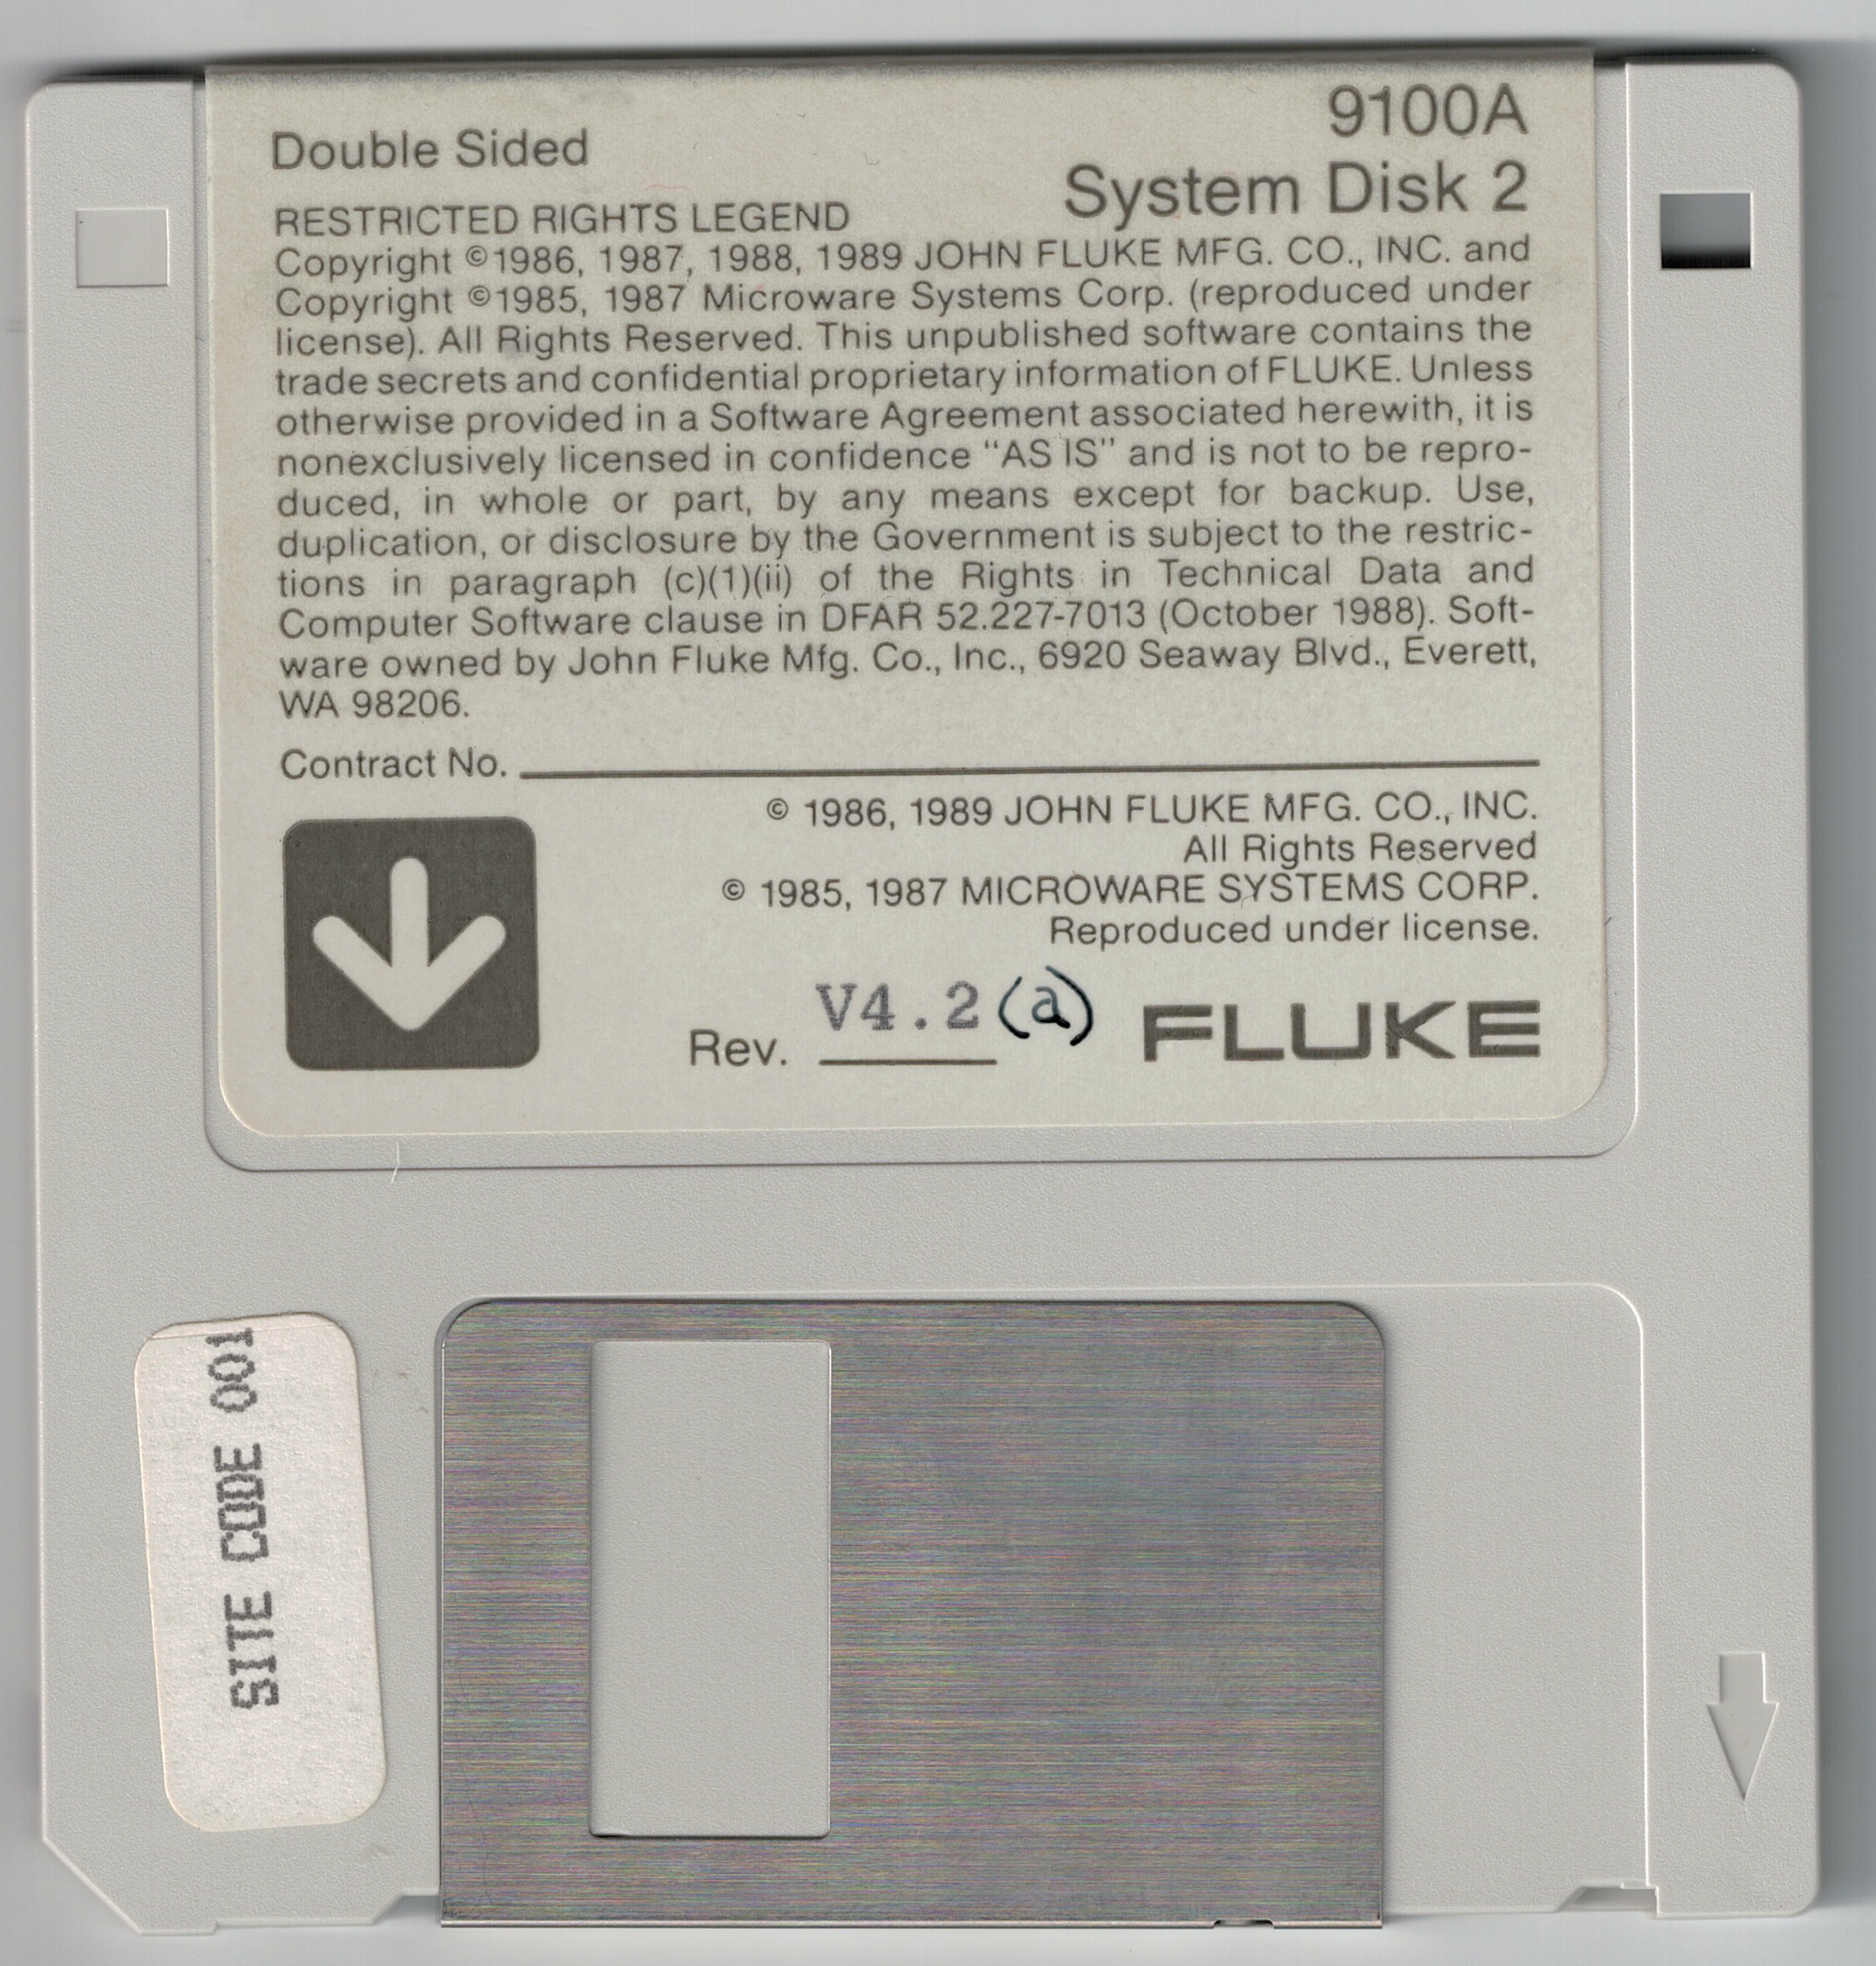 9100A
Double Sided
System Disk 2
RESTRICTED RIGHTS LEGEND
Copyright ©1986, 1987, 1988, 1989 JOHN FLUKE MFG. CO., INC. and
Copyright ©1985, 1987 Microware Systems Corp. (reproduced under
license). All Rights Reserved. This unpublished software contains the
trade secrets and confidential proprietary information of FLUKE. Unless
otherwise provided in a Software Agreement associated herewith, it is
nonexclusively licensed in confidence “AS IS” and is not to be repro-
duced, in whole or part, by any means except for backup. Use,
duplication, or disclosure by the Government is subject to the restric-
tions in paragraph (c)(1)(ii) of the Rights in Technical Data and
Computer Software clause in DFAR 52.227-7013 (October 1988). Soft-
ware owned by John Fluke Mfg. Co., Inc., 6920 Seaway Blvd., Everett,
WA 98206.
Contract No.
© 1986, 1989 JOHN FLUKE MFG. CO., INC.
All Rights Reserved
© 1985, 1987 MICROWARE SYSTEMS CORP.
Reproduced under license.
Rev. V4.2(a) FLUKE
SITE CODE 001